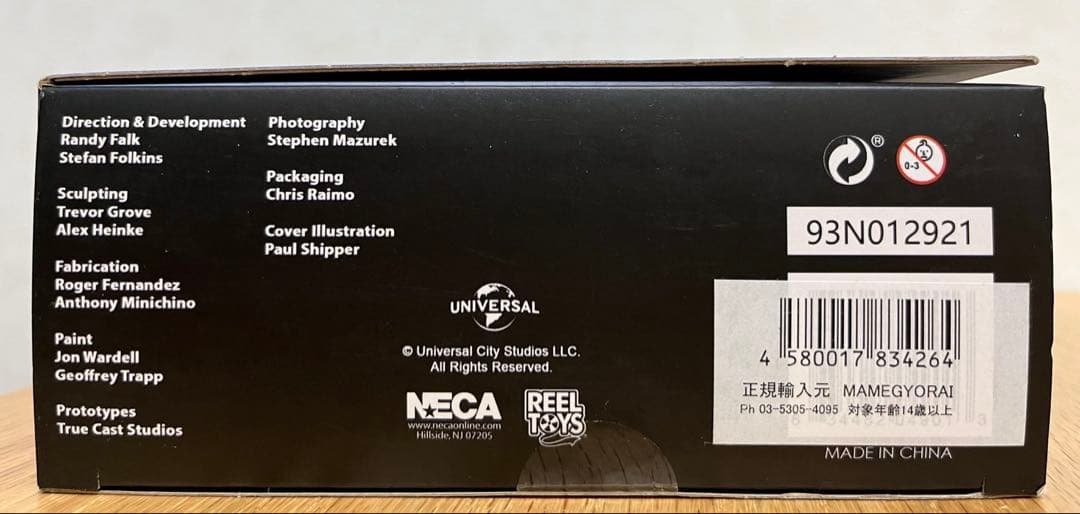 Direction & Development
Randy Falk
Stefan Folkins
Sculpting
Trevor Grove
Alex Heinke
Fabrication
Roger Fernandez
Anthony Minichino
Paint
Jon Wardell
Geoffrey Trapp
Prototypes
True Cast Studios
Photography
Stephen Mazurek
Packaging
Chris Raimo
Cover Illustration
Paul Shipper
UNIVERSAL
© Universal City Studios LLC.
All Rights Reserved.
NECA
www.necaonline.com
Hillside, NJ 07205
REEL
TOYS
®
0-3
93N012921
4 580017 834264
正規輸入元 MAMEGYORAI
Ph 03-5305-4095 対象年齢14歳以上
MADE IN CHINA